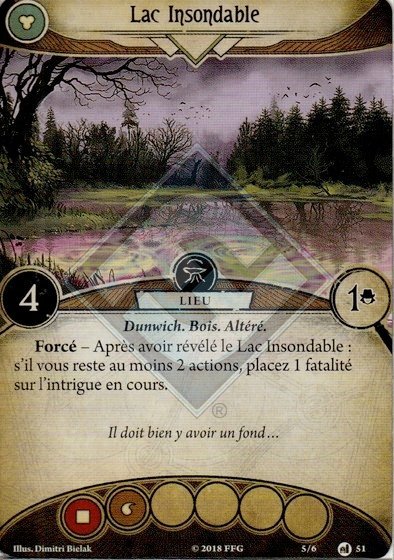 Lac Insondable
4
LIEU
1
Dunwich. Bois. Altéré.
Forcé – Après avoir révélé le Lac Insondable :
s'il vous reste au moins 2 actions, placez 1 fatalité
sur l'intrigue en cours.
®
Il doit bien y avoir un fond…
Illus. Dimitri Bielak
© 2018 FFG
5/6
51